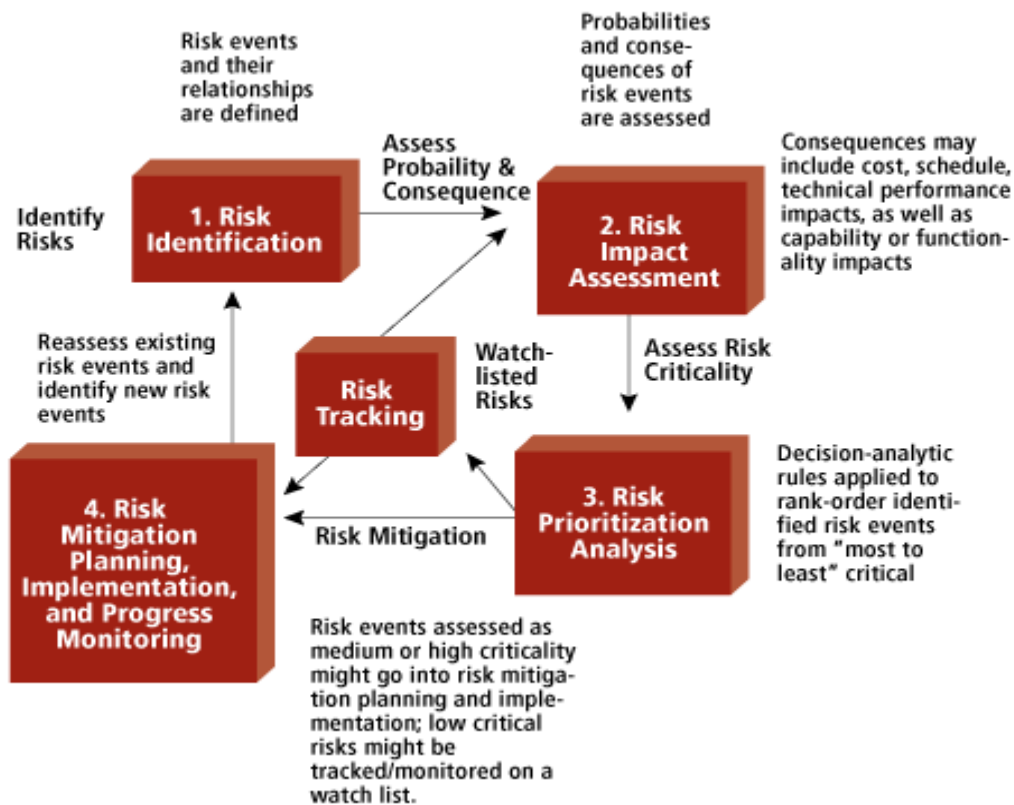 Risk events
and their
relationships
are defined
Probabilities
and conse-
quences of
risk events
are assessed
Assess
Probaility &
Consequence
Consequences may
include cost, schedule,
technical performance
impacts, as well as
capability or function-
ality impacts
Identify
Risks
1. Risk
Identification
2. Risk
Impact
Assessment
Reassess existing
risk events and
identify new risk
events
Risk
Tracking
Watch-
listed
Risks
Assess Risk
Criticality
4. Risk
Mitigation
Planning,
Implementation,
and Progress
Monitoring
Risk Mitigation
3. Risk
Prioritization
Analysis
Decision-analytic
rules applied to
rank-order identi-
fied risk events
from "most to
least" critical
Risk events assessed as
medium or high criticality
might go into risk mitiga-
tion planning and imple-
mentation; low critical
risks might be
tracked/monitored on a
watch list.